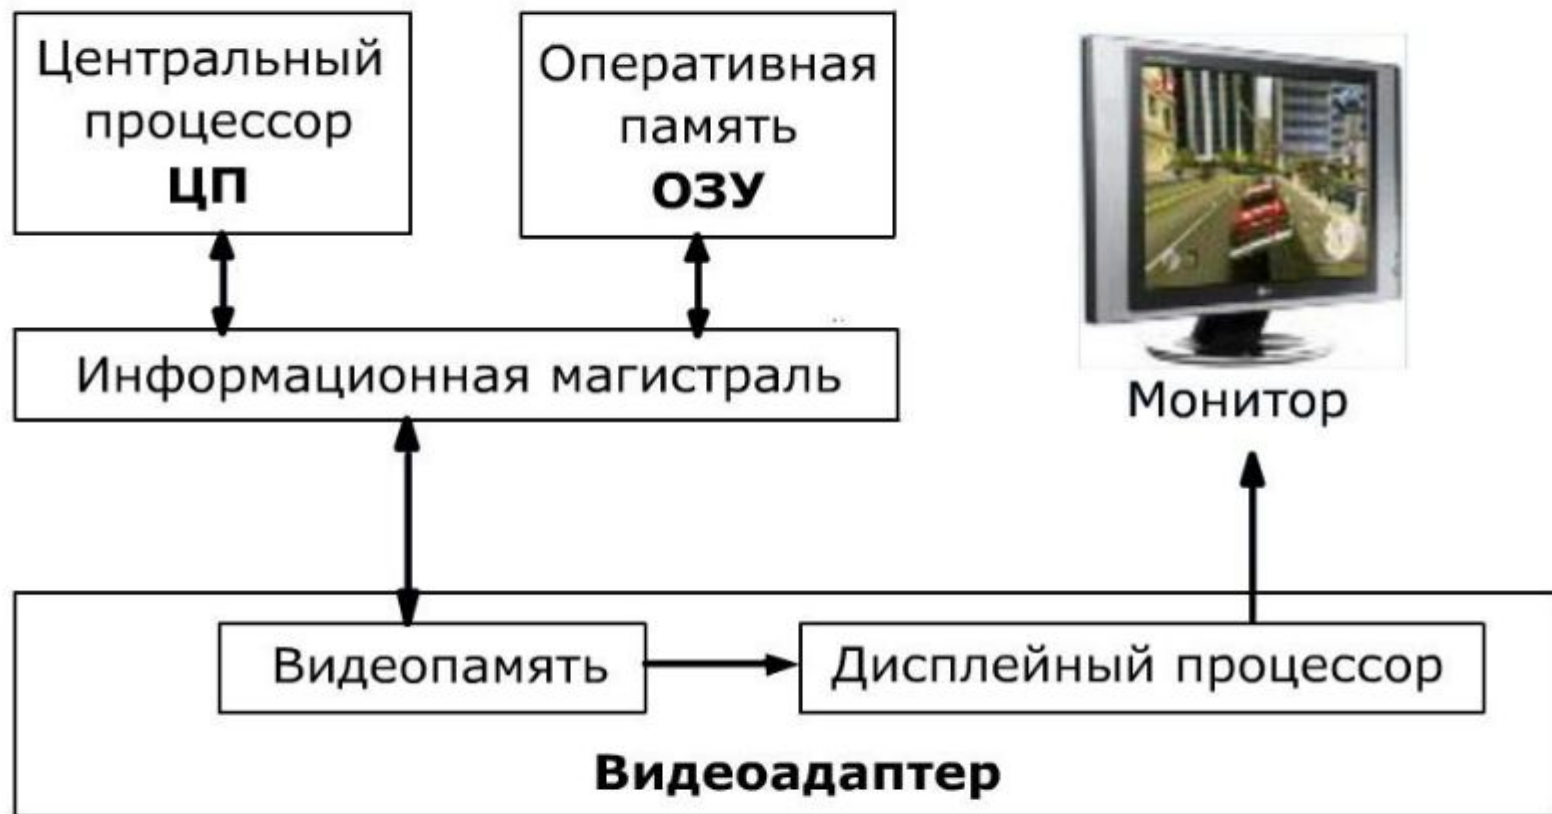 Центральный
процессор
ЦП
Оперативная
память
ОЗУ
Информационная магистраль
Монитор
Видеопамять
Дисплейный процессор
Видеоадаптер